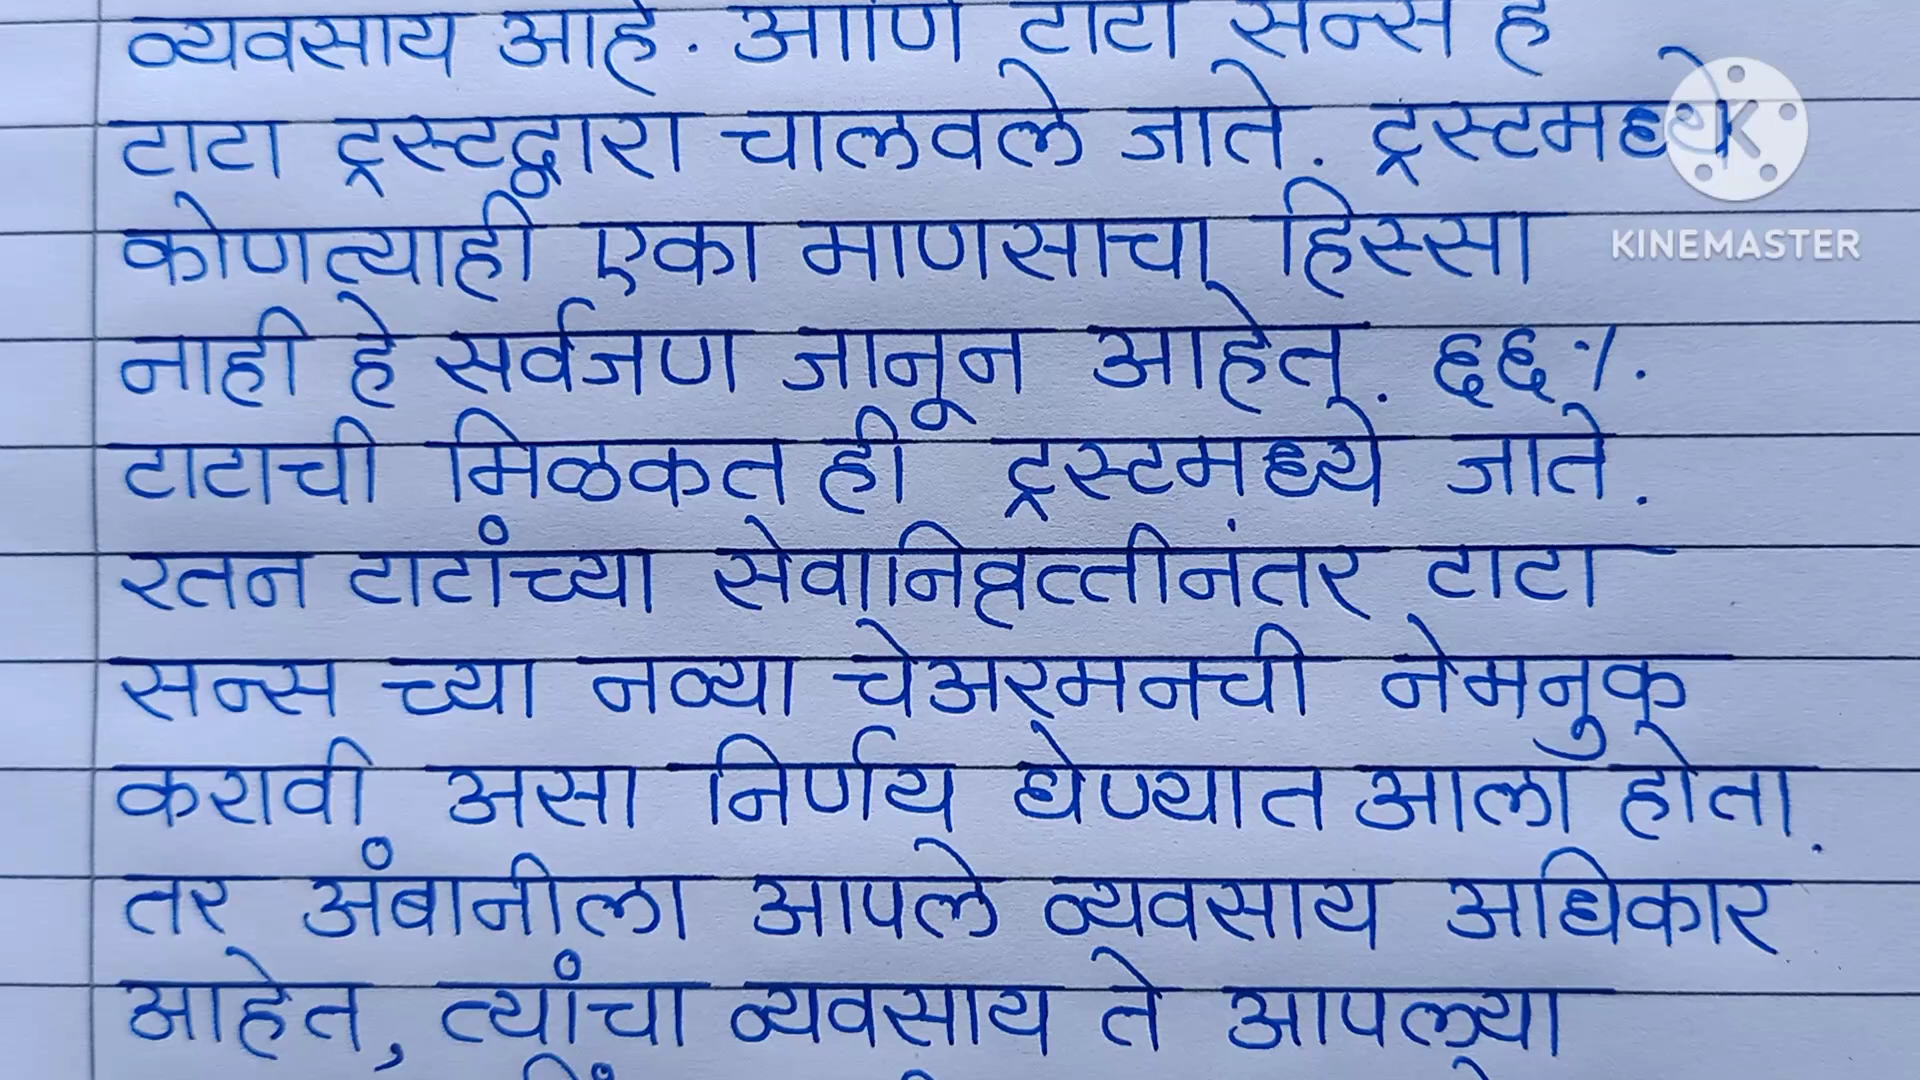 व्यवसाय आहे. आणि टाटा सन्स हे
टाटा ट्रस्टद्वारा चालवले जाते. ट्रस्टमध्ये
कोणत्याही एका माणसाचा हिस्सा
नाही हे सर्वजण जानून आहेत. ६६%.
टाटाची मिळकत ही ट्रस्टमध्ये जाते.
रतन टाटांच्या सेवानिवृत्तीनंतर टाटा
सन्स च्या नव्या चेअरमनची नेमनुक
करावी असा निर्णय घेण्यात आला होता.
तर अंबानीला आपले व्यवसाय अधिकार
आहेत, त्यांचा व्यवसाय ते आपल्या
KINEMASTER